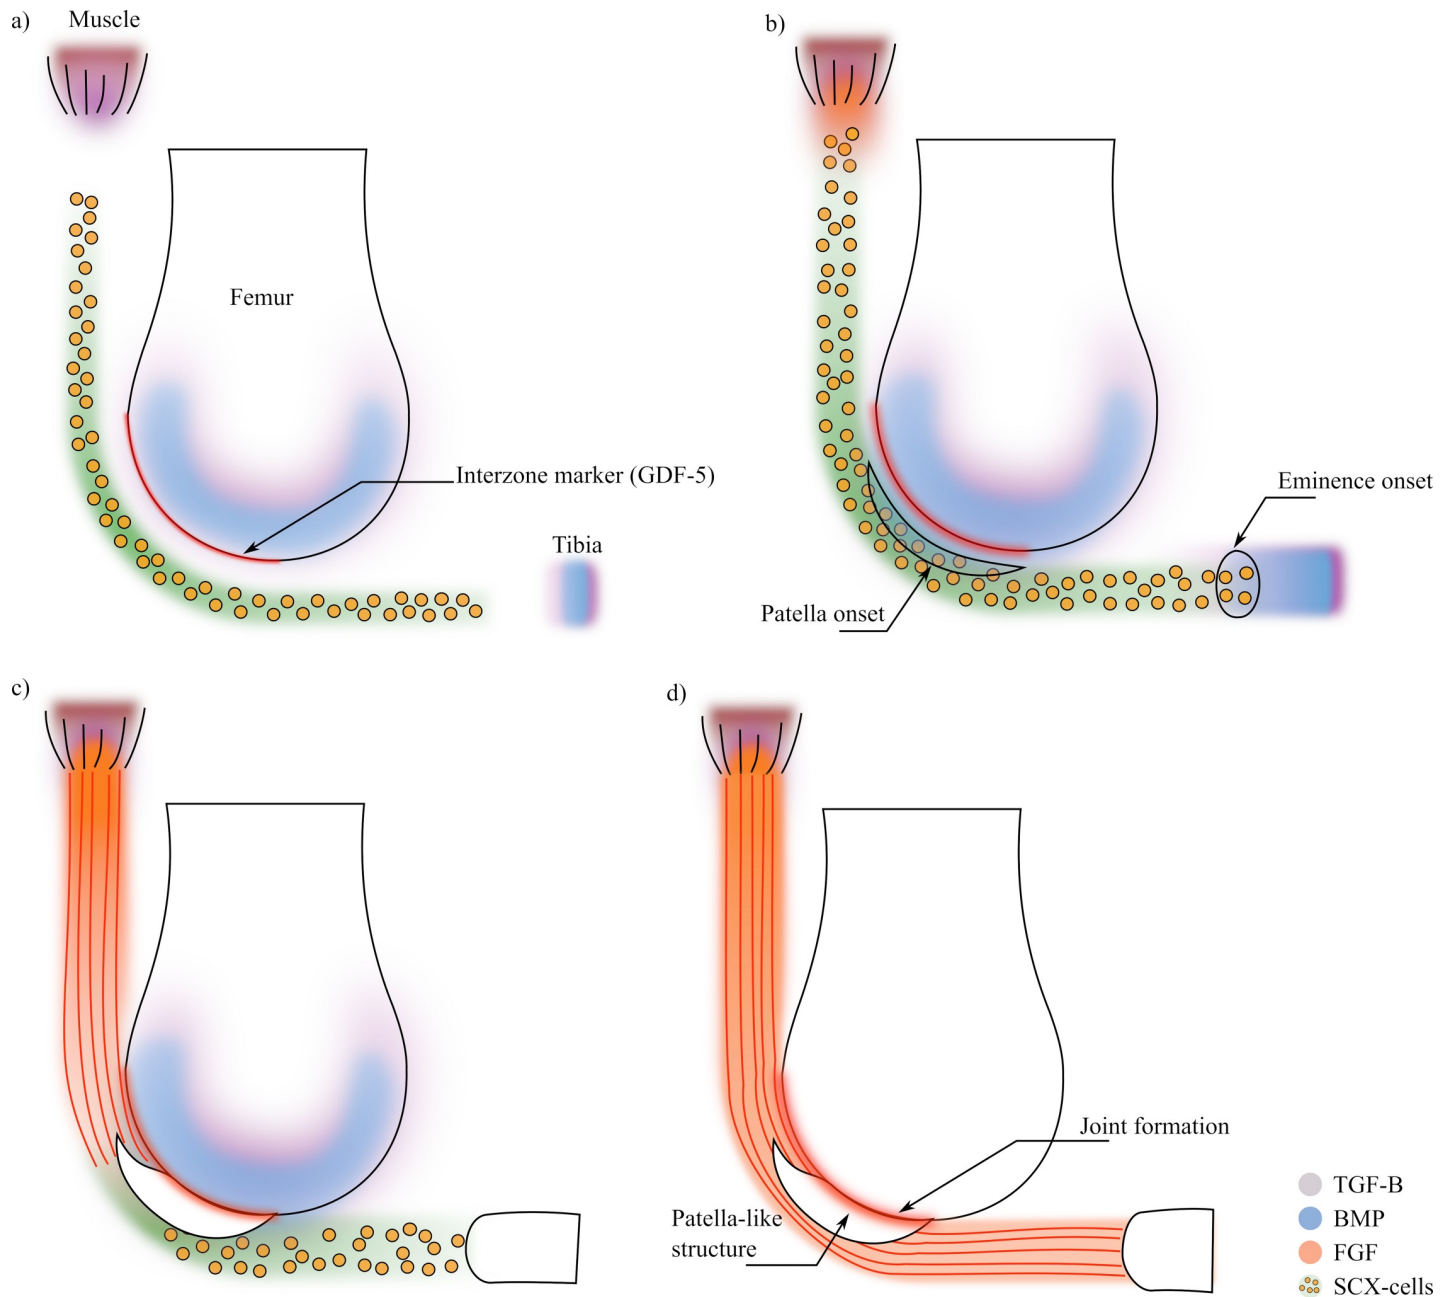 a)
Muscle
Femur
Interzone marker (GDF-5)
Tibia
b)
Eminence onset
Patella onset
c)
d)
Joint formation
Patella-like
structure
TGF-B
BMP
FGF
SCX-cells